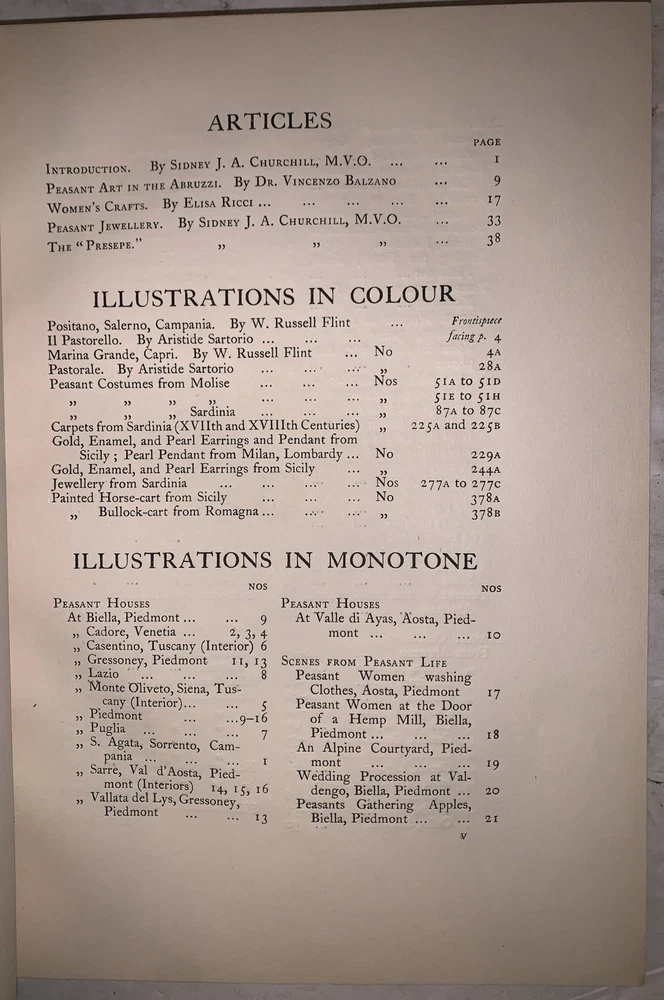 ARTICLES
PAGE
INTRODUCTION. By SIDNEY J. A. CHURCHILL, M.V.O. ... ... 1
PEASANT ART IN THE ABRUZZI. By DR. VINCENZO BALZANO ... 9
WOMEN'S CRAFTS. By ELISA RICCI ... ... ... ... ... 17
PEASANT JEWELLERY. By SIDNEY J. A. CHURCHILL, M.V.O. ... 33
THE "PRESEPE." „ „ „ ... 38
ILLUSTRATIONS IN COLOUR
Positano, Salerno, Campania. By W. Russell Flint ... Frontispiece
Il Pastorello. By Aristide Sartorio ... ... ... facing p. 4
Marina Grande, Capri. By W. Russell Flint ... No 4A
Pastorale. By Aristide Sartorio ... ... ... „ 28A
Peasant Costumes from Molise ... ... ... Nos 51A to 51D
„ „ „ „ ... ... ... „ 51E to 51H
„ „ „ Sardinia ... ... ... „ 87A to 87C
Carpets from Sardinia (XVIIth and XVIIIth Centuries) „ 225A and 225B
Gold, Enamel, and Pearl Earrings and Pendant from
Sicily ; Pearl Pendant from Milan, Lombardy ... No 229A
Gold, Enamel, and Pearl Earrings from Sicily ... „ 244A
Jewellery from Sardinia ... ... ... ... Nos 277A to 277C
Painted Horse-cart from Sicily ... ... ... No 378A
„ Bullock-cart from Romagna ... ... ... „ 378B
ILLUSTRATIONS IN MONOTONE
NOS
PEASANT HOUSES
At Biella, Piedmont ... ... 9
„ Cadore, Venetia ... 2, 3, 4
„ Casentino, Tuscany (Interior) 6
„ Gressoney, Piedmont 11, 13
„ Lazio ... ... ... 8
„ Monte Oliveto, Siena, Tus-
cany (Interior)... ... 5
„ Piedmont ... ...9-16
„ Puglia ... ... ... 7
„ S. Agata, Sorrento, Cam-
pania ... ... ... 1
„ Sarre, Val d'Aosta, Pied-
mont (Interiors) 14, 15, 16
„ Vallata del Lys, Gressoney,
Piedmont ... ... 13
NOS
PEASANT HOUSES
At Valle di Ayas, Aosta, Pied-
mont ... ... ... 10
SCENES FROM PEASANT LIFE
Peasant Women washing
Clothes, Aosta, Piedmont 17
Peasant Women at the Door
of a Hemp Mill, Biella,
Piedmont ... ... ... 18
An Alpine Courtyard, Pied-
mont ... ... ... 19
Wedding Procession at Val-
dengo, Biella, Piedmont ... 20
Peasants Gathering Apples,
Biella, Piedmont ... ... 21
v